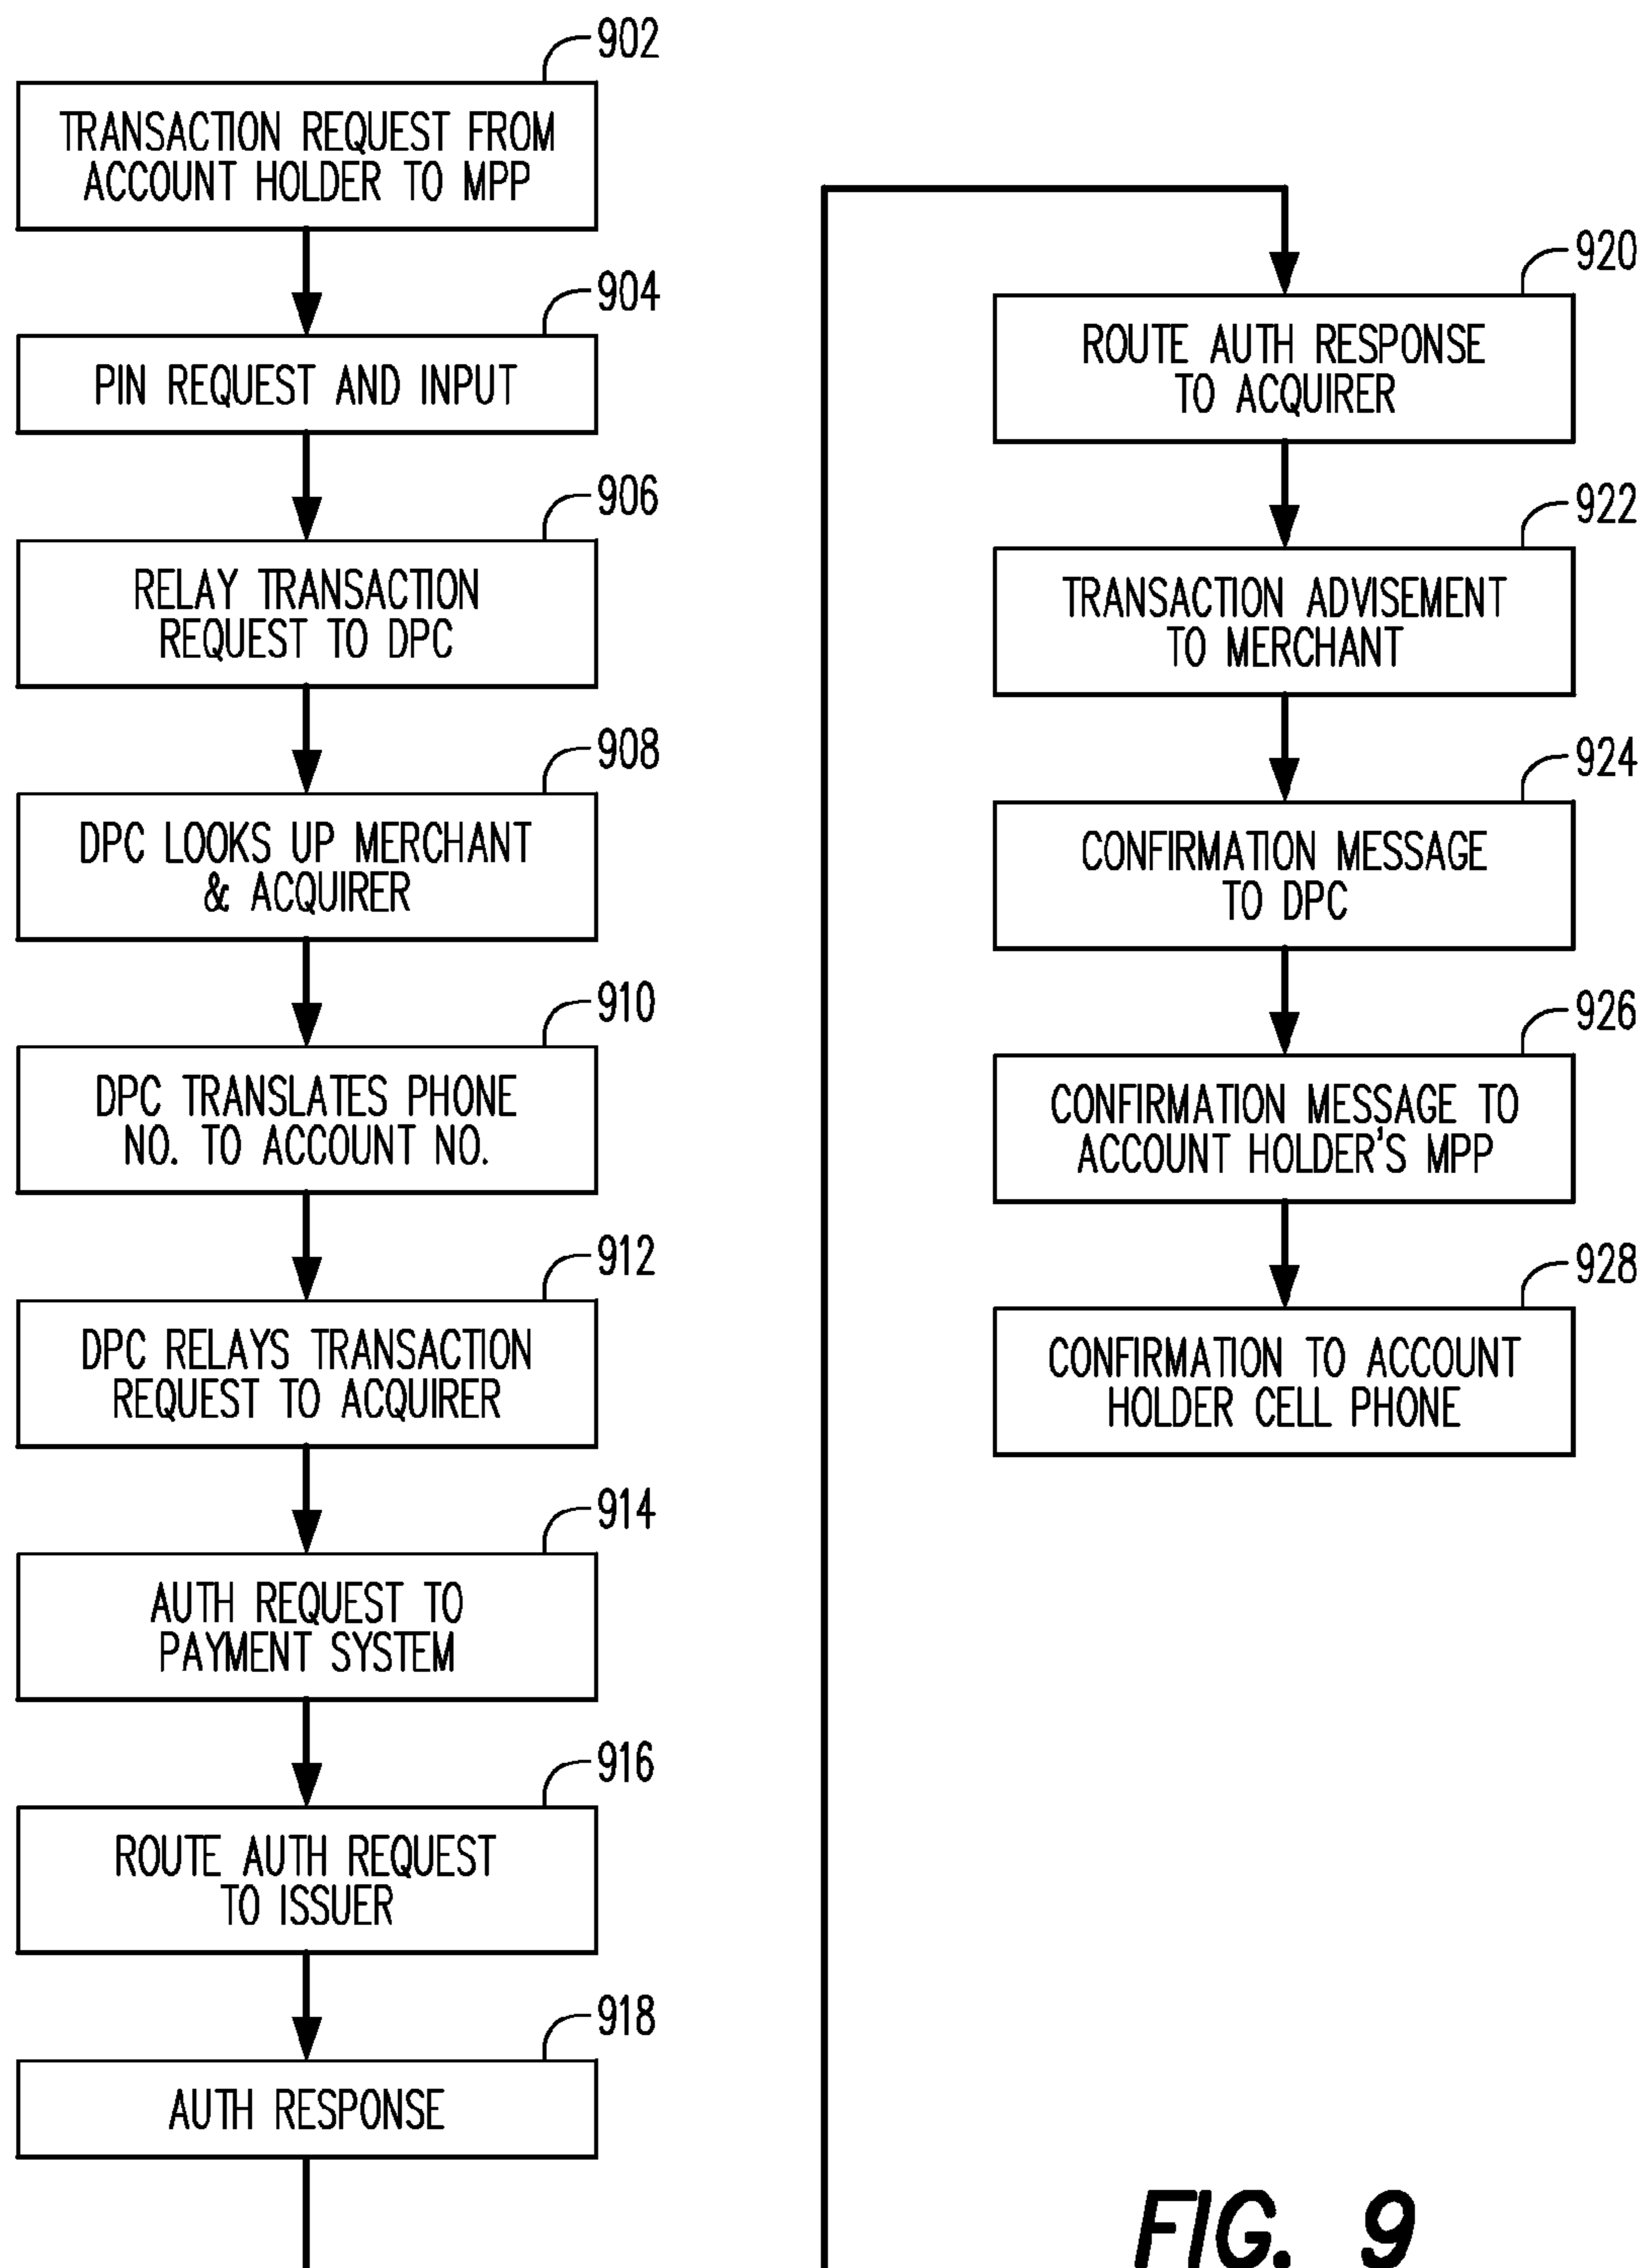 902
TRANSACTION REQUEST FROM
ACCOUNT HOLDER TO MPP
904
PIN REQUEST AND INPUT
906
RELAY TRANSACTION
REQUEST TO DPC
908
DPC LOOKS UP MERCHANT
& ACQUIRER
910
DPC TRANSLATES PHONE
NO. TO ACCOUNT NO.
912
DPC RELAYS TRANSACTION
REQUEST TO ACQUIRER
914
AUTH REQUEST TO
PAYMENT SYSTEM
916
ROUTE AUTH REQUEST
TO ISSUER
918
AUTH RESPONSE
920
ROUTE AUTH RESPONSE
TO ACQUIRER
922
TRANSACTION ADVISEMENT
TO MERCHANT
924
CONFIRMATION MESSAGE
TO DPC
926
CONFIRMATION MESSAGE TO
ACCOUNT HOLDER'S MPP
928
CONFIRMATION TO ACCOUNT
HOLDER CELL PHONE
FIG. 9